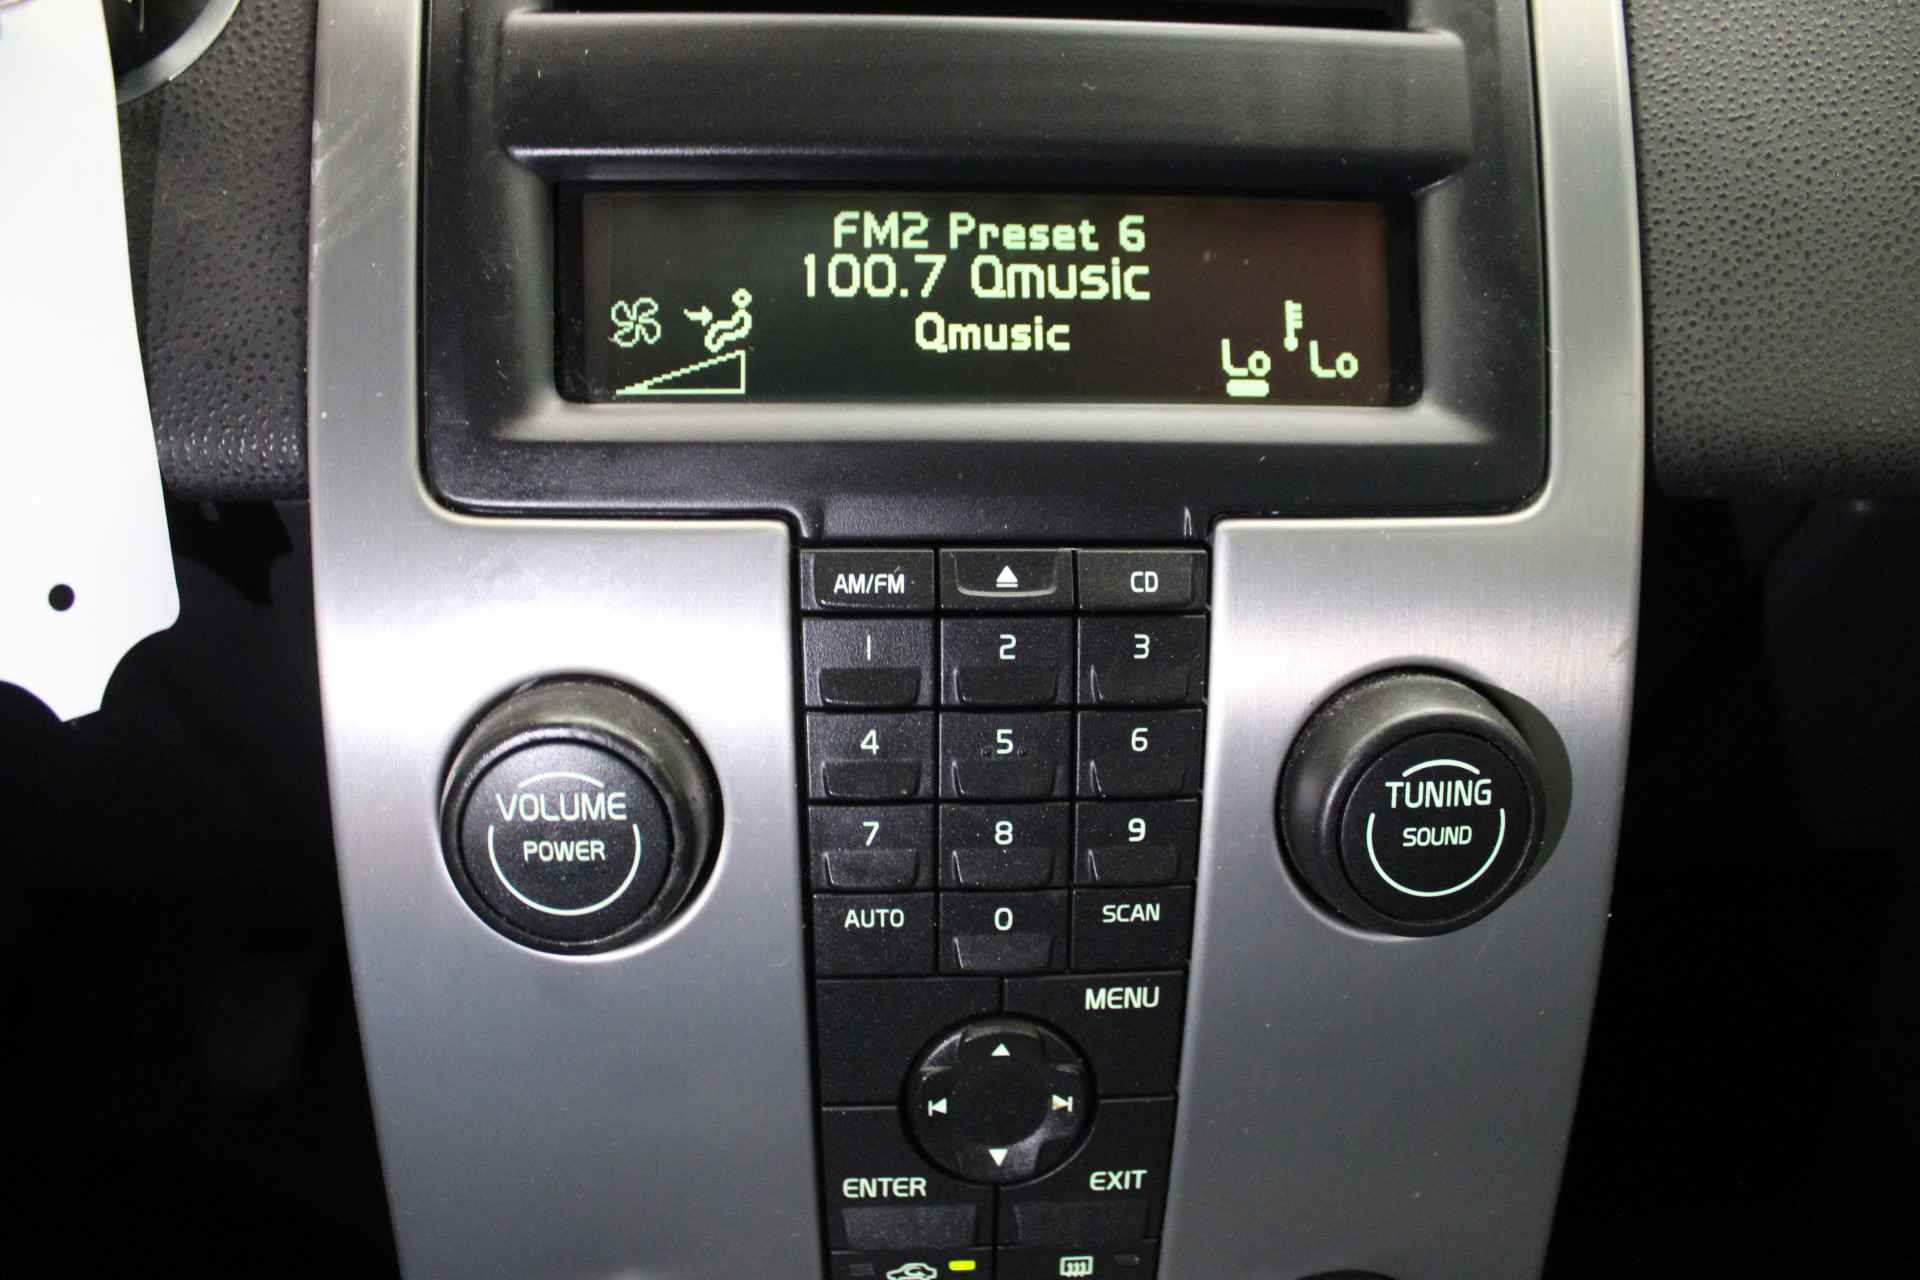 FM2 Preset 6
100.7 Qmusic
Qmusic
Lo Lo
AM/FM CD
1 2 3
4 5 6
7 8 9
AUTO 0 SCAN
VOLUME
POWER
TUNING
SOUND
MENU
ENTER EXIT